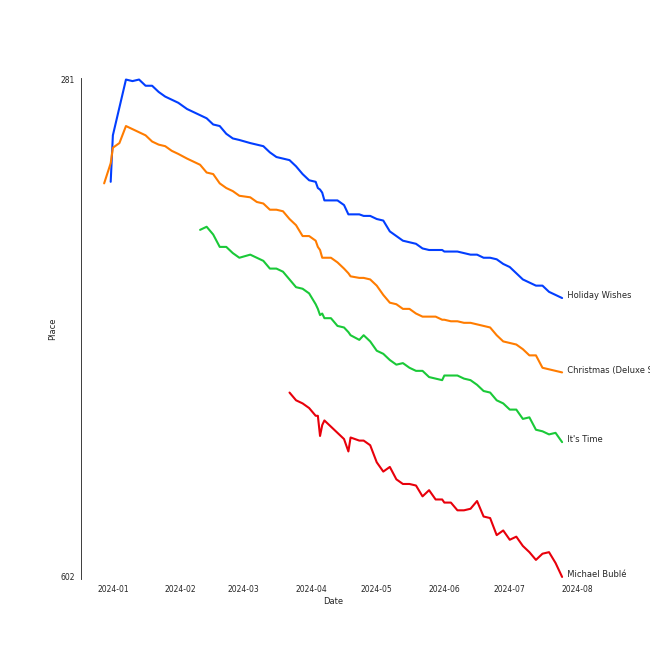 281
Holiday Wishes
Place
Christmas (Deluxe S
It's Time
Michael Bublé
602
2024-01 2024-02 2024-03 2024-04 2024-05 2024-06 2024-07 2024-08
Date